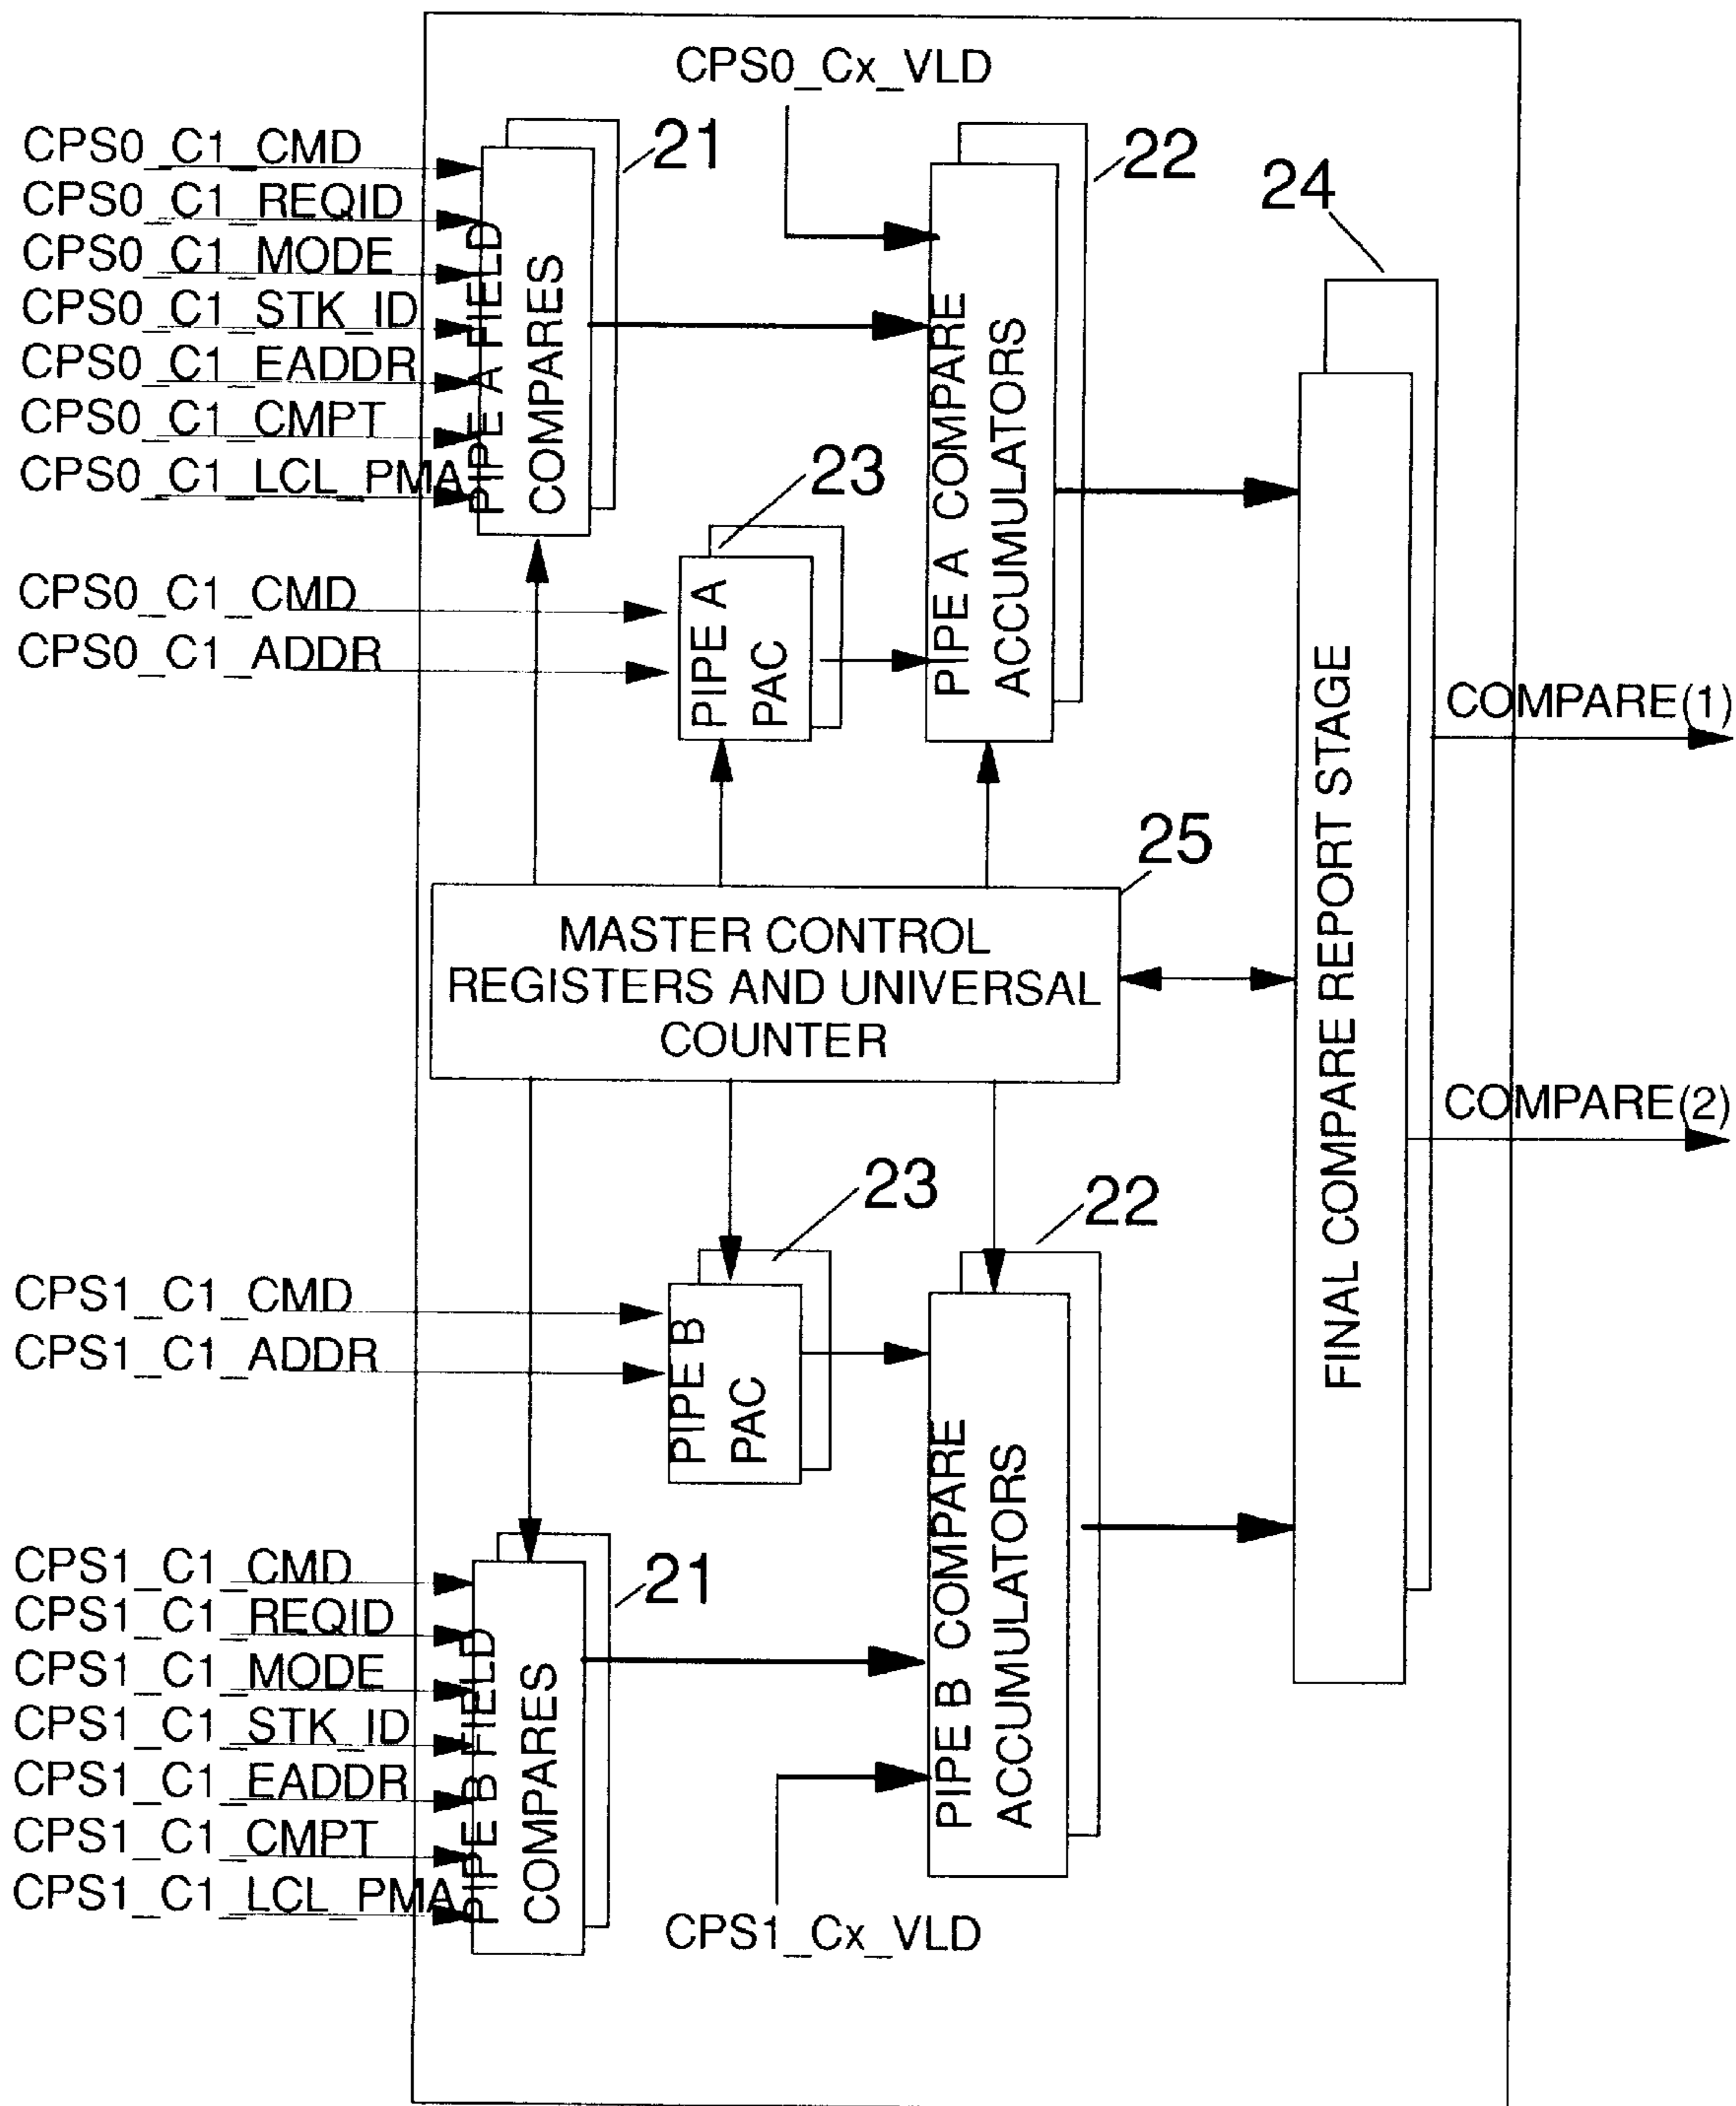 CPS0_Cx_VLD
CPS0_C1_CMD
CPS0_C1_REQID
CPS0_C1_MODE
CPS0_C1_STK_ID
CPS0_C1_EADDR
CPS0_C1_CMPT
CPS0_C1_LCL_PMA
21
PIPE A FIELD
COMPARES
22
PIPE A COMPARE
ACCUMULATORS
24
23
CPS0_C1_CMD
CPS0_C1_ADDR
PIPE A
PAC
COMPARE(1)
FINAL COMPARE REPORT STAGE
25
MASTER CONTROL
REGISTERS AND UNIVERSAL
COUNTER
COMPARE(2)
23
22
CPS1_C1_CMD
CPS1_C1_ADDR
PIPE B
PAC
PIPE B COMPARE
ACCUMULATORS
21
CPS1_C1_CMD
CPS1_C1_REQID
CPS1_C1_MODE
CPS1_C1_STK_ID
CPS1_C1_EADDR
CPS1_C1_CMPT
CPS1_C1_LCL_PMA
PIPE B FIELD
COMPARES
CPS1_Cx_VLD